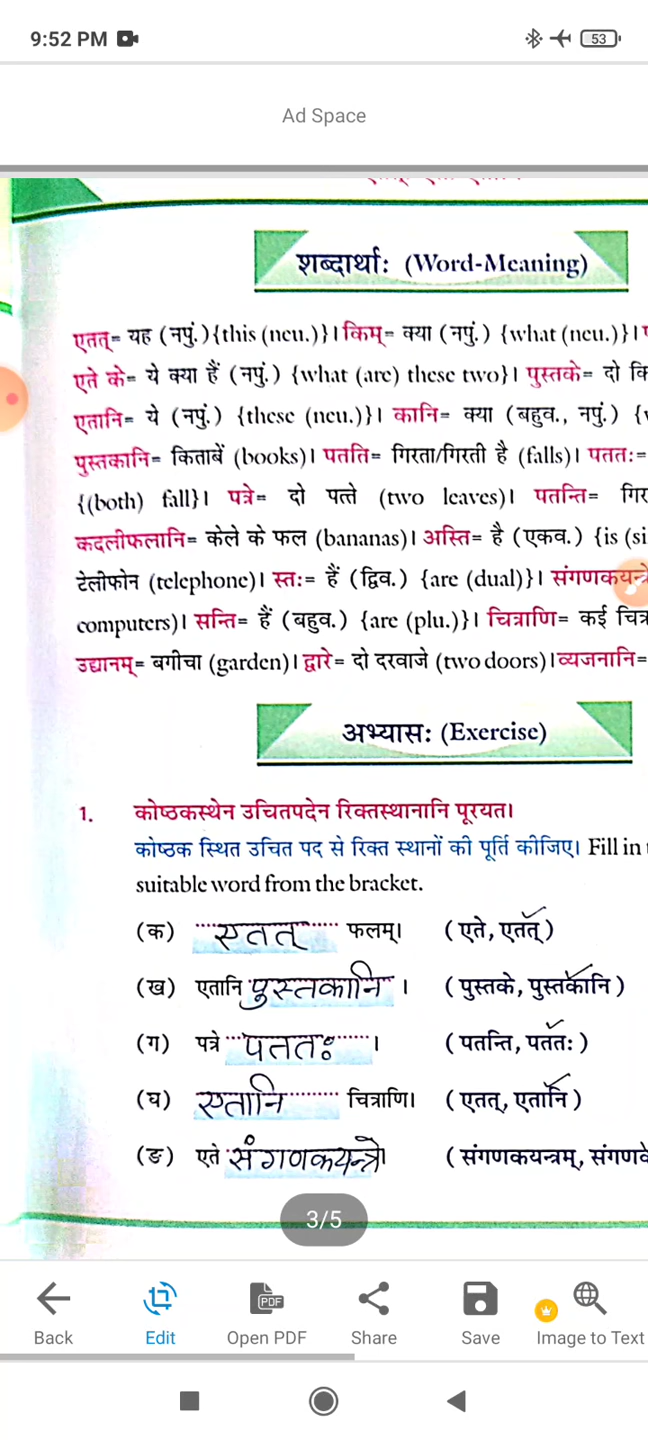 9:52 PM
53
Ad Space
शब्दार्थाः (Word-Meaning)
एतत्= यह (नपुं.){this (neu.)}। किम्= क्या (नपुं.) {what (neu.)}।
एते के= ये क्या हैं (नपुं.) {what (are) these two}। पुस्तके= दो
एतानि= ये (नपुं.) {these (neu.)}। कानि= क्या (बहुव., नपुं.)
पुस्तकानि= किताबें (books)। पतति= गिरता/गिरती है (falls)। पततः=
{(both) fall}। पत्रे= दो पत्ते (two leaves)। पतन्ति=
कदलीफलानि= केले के फल (bananas)। अस्ति= है (एकव.) {is
टेलीफोन (telephone)। स्तः= हैं (द्विव.) {are (dual)}। संगणकयन्त्रे
computers)। सन्ति= हैं (बहुव.) {are (plu.)}। चित्राणि= कई चित्र
उद्यानम्= बगीचा (garden)। द्वारे= दो दरवाजे (two doors)। व्यजनानि=
अभ्यासः (Exercise)
1. कोष्ठकस्थेन उचितपदेन रिक्तस्थानानि पूरयत।
कोष्ठक स्थित उचित पद से रिक्त स्थानों की पूर्ति कीजिए। Fill in
suitable word from the bracket.
(क) एतत् फलम्। (एते, एतत्)
(ख) एतानि पुस्तकानि। (पुस्तके, पुस्तकानि)
(ग) पत्रे पततः। (पतन्ति, पततः)
(घ) एतानि चित्राणि। (एतत्, एतानि)
(ङ) एते संगणकयन्त्रे। (संगणकयन्त्रम्,
3/5
Back Edit Open PDF Share Save Image to Text
PDF